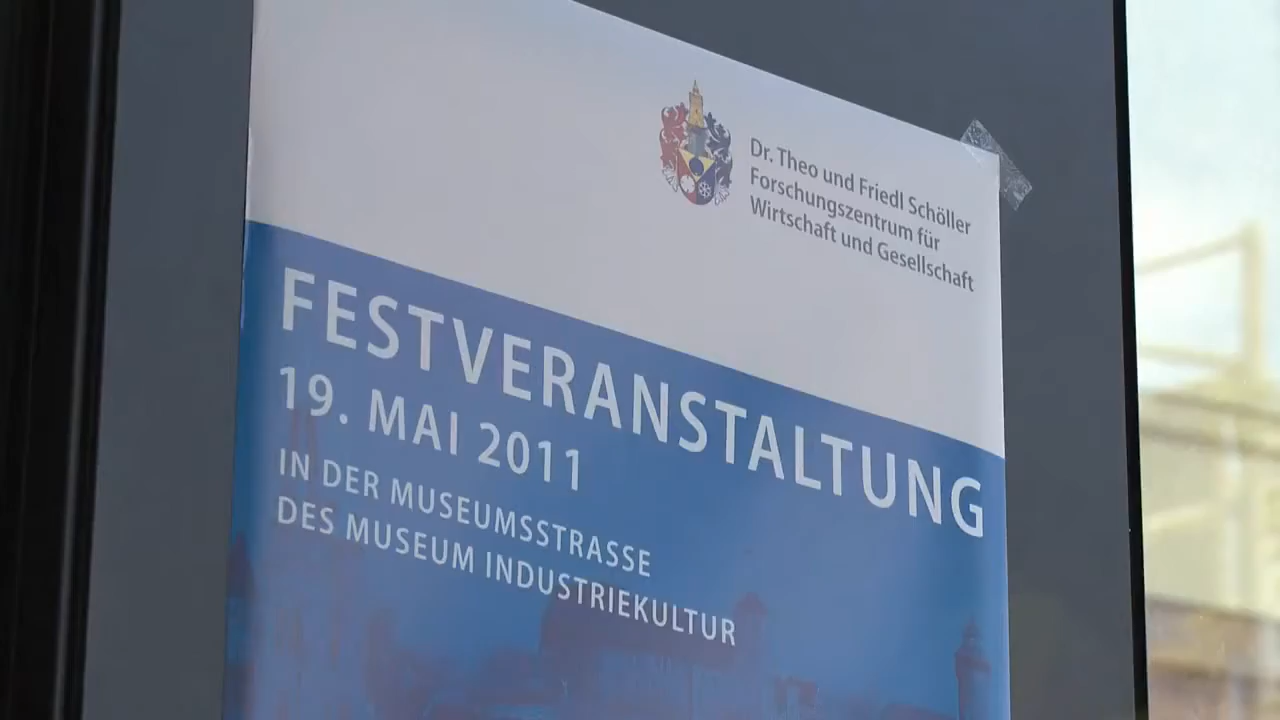 Dr. Theo und Friedl Schöller
Forschungszentrum für
Wirtschaft und Gesellschaft
FESTVERANSTALTUNG
19. MAI 2011
IN DER MUSEUMSSTRASSE
DES MUSEUM INDUSTRIEKULTUR